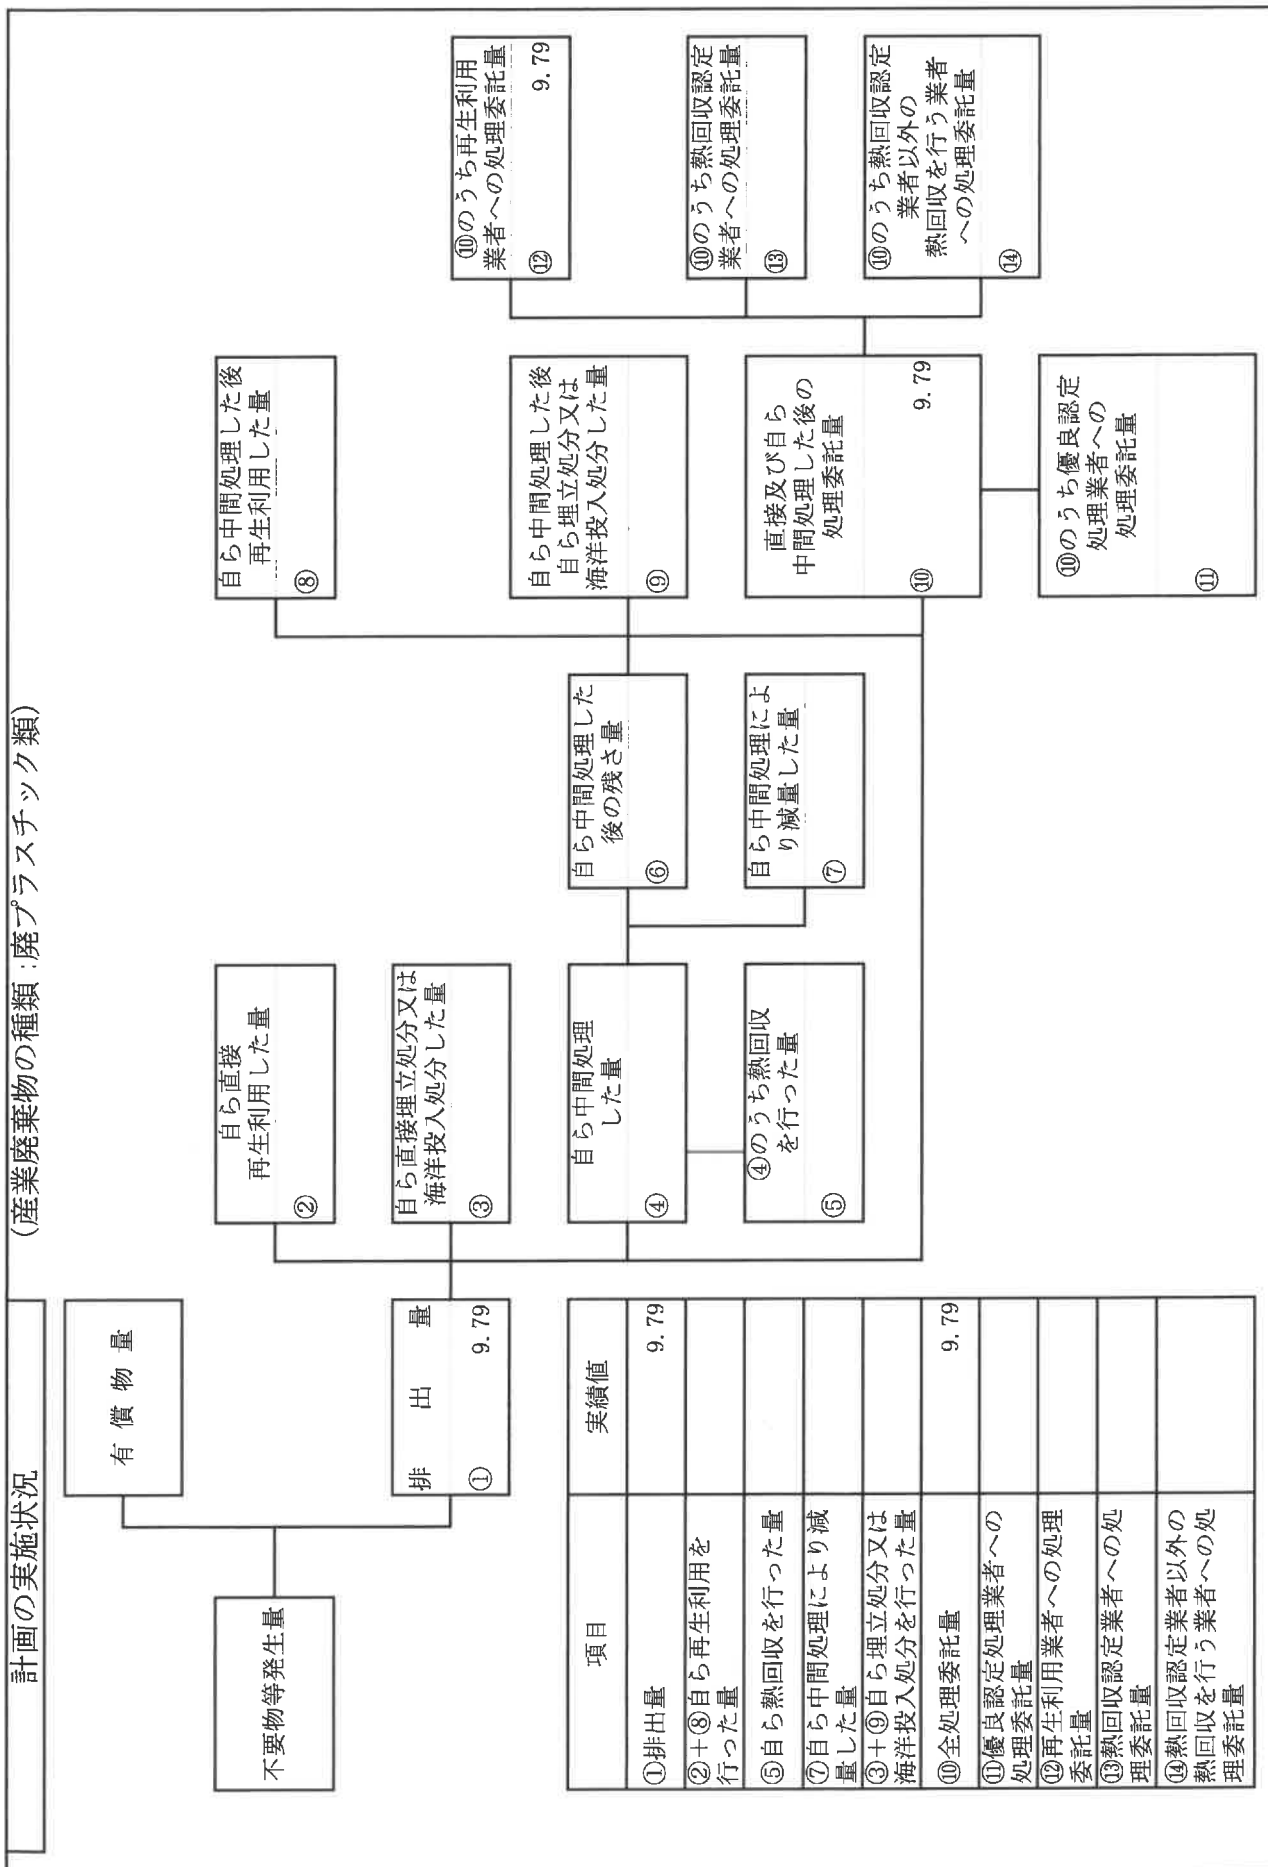 計画の実施状況
(産業廃棄物の種類:廃プラスチック類)
不要物等発生量
有償物量
排出量
① 9.79
自ら直接
再生利用した量
②
自ら直接埋立処分又は
海洋投入処分した量
③
自ら中間処理
した量
④
④のうち熱回収
を行った量
⑤
自ら中間処理した
後の残さ量
⑥
自ら中間処理によ
り減量した量
⑦
自ら中間処理した後
再生利用した量
⑧
自ら中間処理した後
自ら埋立処分又は
海洋投入処分した量
⑨
直接及び自ら
中間処理した後の
処理委託量
⑩ 9.79
⑩のうち優良認定
処理業者への
処理委託量
⑪
⑩のうち再生利用
業者への処理委託量
⑫ 9.79
⑩のうち熱回収認定
業者への処理委託量
⑬
⑩のうち熱回収認定
業者以外の
熱回収を行う業者
への処理委託量
⑭
項目 実績値
①排出量 9.79
②+⑧自ら再生利用を
行った量
⑤自ら熱回収を行った量
⑦自ら中間処理により減
量した量
③+⑨自ら埋立処分又は
海洋投入処分を行った量
⑩全処理委託量 9.79
⑪優良認定処理業者への
処理委託量
⑫再生利用業者への処理
委託量
⑬熱回収認定業者への処
理委託量
⑭熱回収認定業者以外の
熱回収を行う業者への処
理委託量